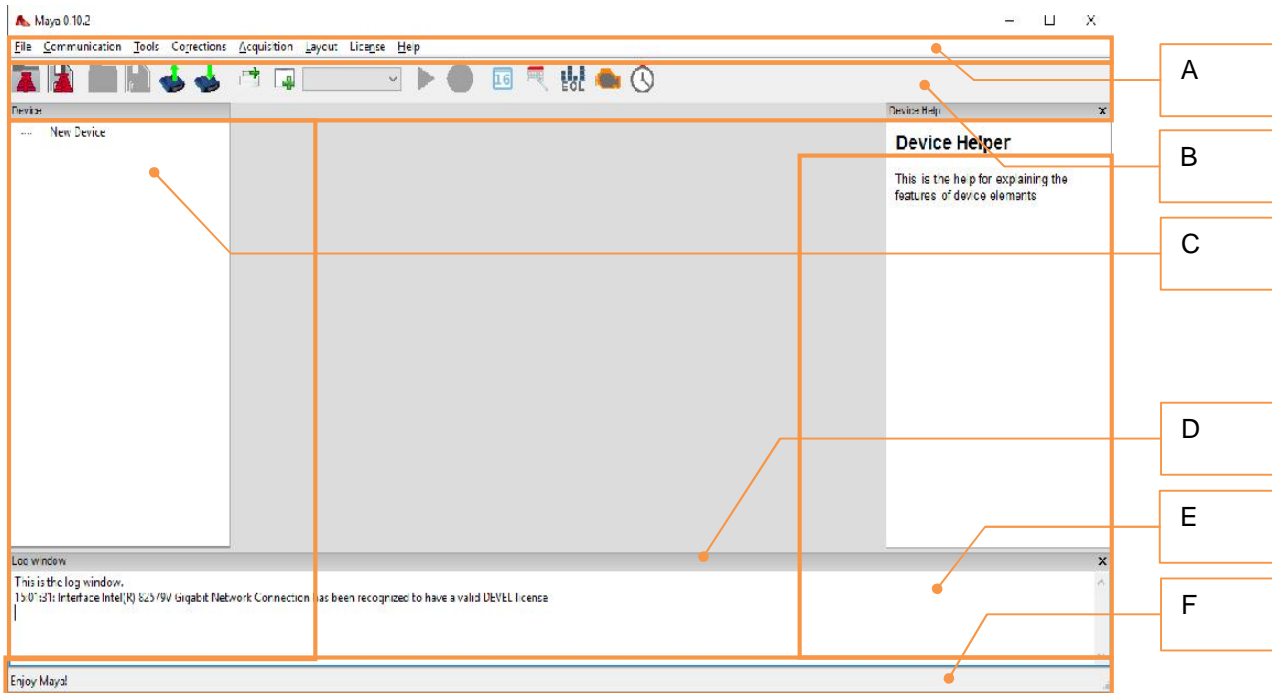 Maya 0.10.2
File Communication Tools Corrections Acquisition Layout License Help
16
EOL
Device
Device Help
New Device
Device Helper
This is the help for explaining the
features of device elements
Log window
This is the log window.
15:01:31: Interface Intel(R) 82579V Gigabit Network Connection has been recognized to have a valid DEVEL license
Enjoy Maya!
A
B
C
D
E
F